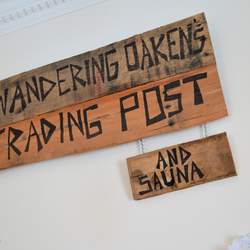 WANDERING OAKEN'S
TRADING POST
AND
SAUNA